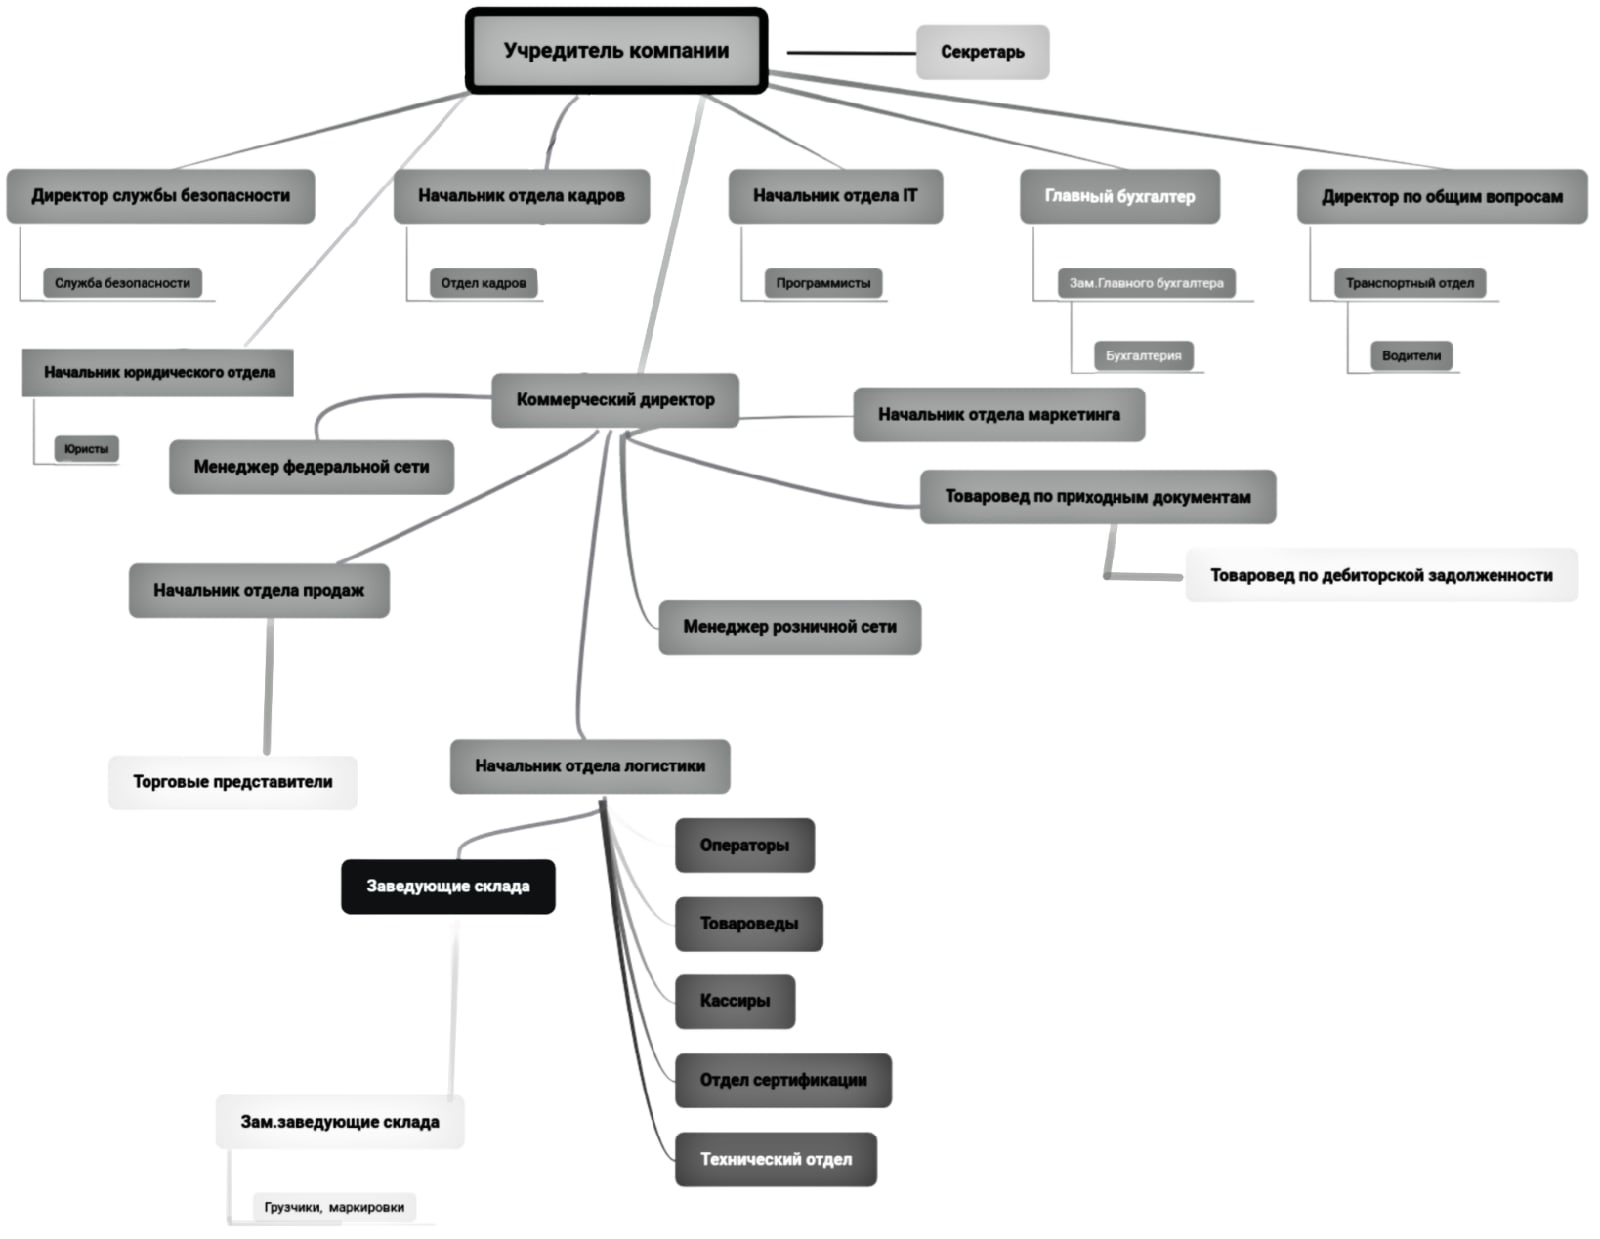 Учредитель компании
Секретарь
Директор службы безопасности
Начальник отдела кадров
Начальник отдела IT
Главный бухгалтер
Директор по общим вопросам
Служба безопасности
Отдел кадров
Программисты
Зам.Главного бухгалтера
Транспортный отдел
Бухгалтерия
Водители
Начальник юридического отдела
Коммерческий директор
Начальник отдела маркетинга
Юристы
Менеджер федеральной сети
Товаровед по приходным документам
Товаровед по дебиторской задолженности
Начальник отдела продаж
Менеджер розничной сети
Торговые представители
Начальник отдела логистики
Операторы
Заведующие склада
Товароведы
Кассиры
Отдел сертификации
Зам.заведующие склада
Технический отдел
Грузчики, маркировки